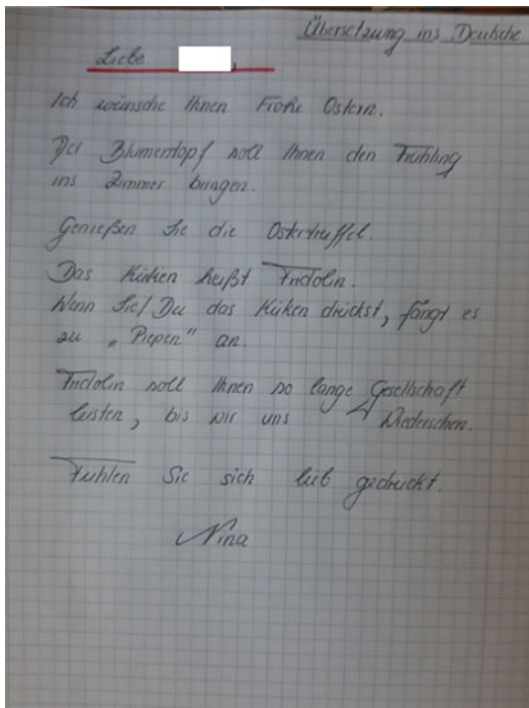 Übersetzung ins Deutsche
Liebe ,
Ich wünsche Ihnen Frohe Ostern.
Der Blumentopf soll Ihnen den Frühling
ins Zimmer bringen.
Genießen Sie die Ostertrüffel.
Das Küken heißt Fridolin.
Wenn Sie/Du das Küken drückst, fängt es
zu "Piepen" an.
Fridolin soll Ihnen so lange Gesellschaft
leisten, bis wir uns Wiedersehen.
Fühlen Sie sich lieb gedrückt.
Nina